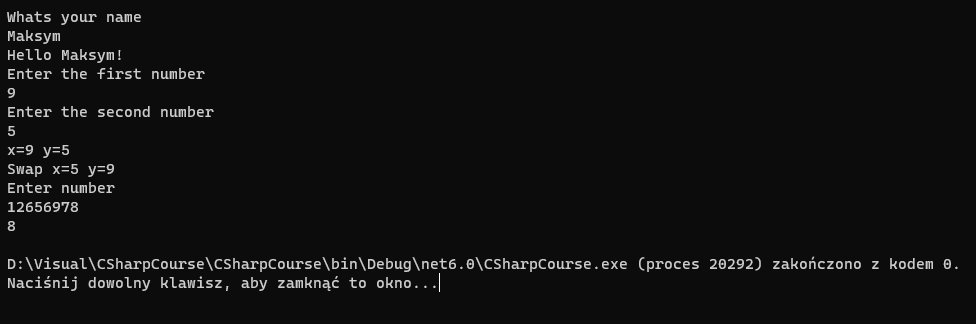 Whats your name
Maksym
Hello Maksym!
Enter the first number
9
Enter the second number
5
x=9 y=5
Swap x=5 y=9
Enter number
12656978
8
D:\Visual\CSharpCourse\CSharpCourse\bin\Debug\net6.0\CSharpCourse.exe (proces 20292) zakończono z kodem 0.
Naciśnij dowolny klawisz, aby zamknąć to okno...